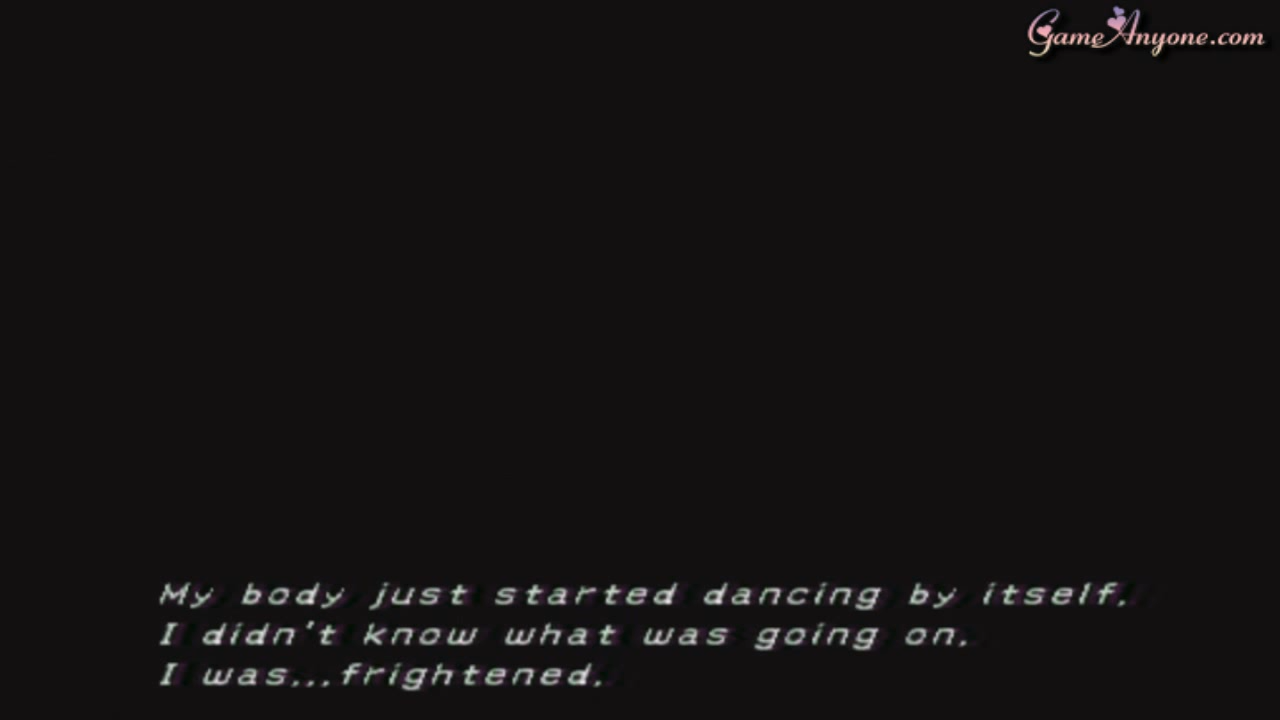 GameAnyone.com
My body just started dancing by itself.
I didn't know what was going on.
I was...frightened.